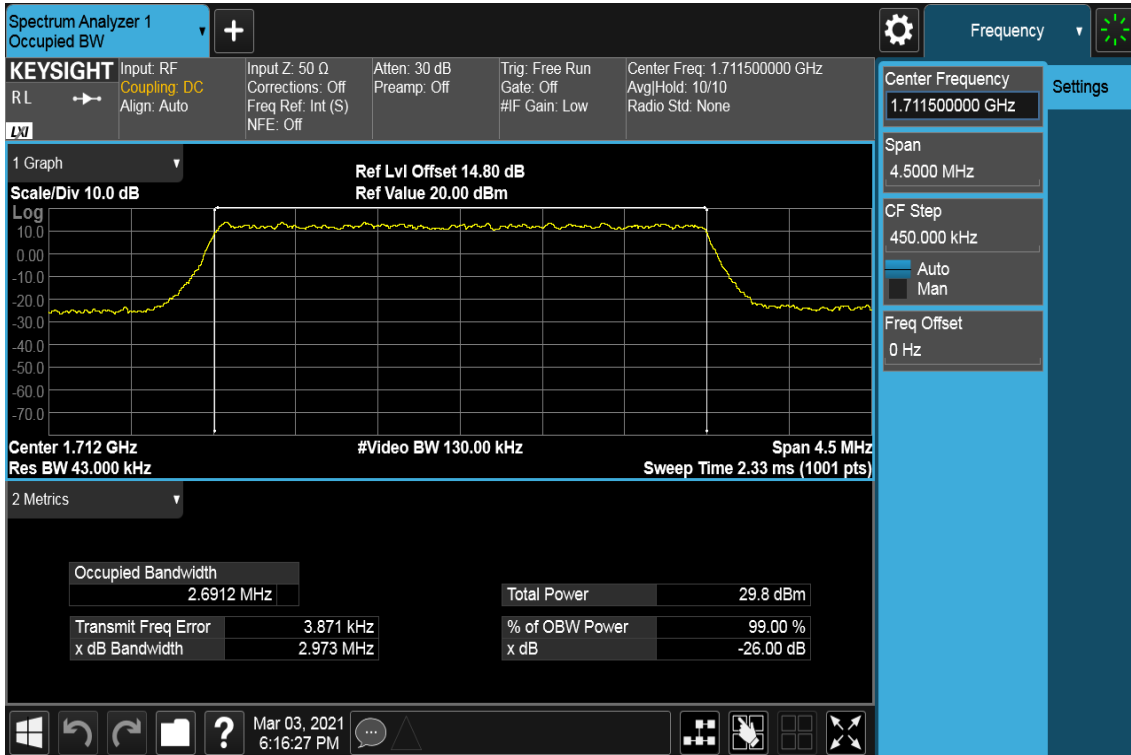 Spectrum Analyzer 1
Occupied BW
+
Frequency
KEYSIGHT
R L
LXI
Input: RF
Coupling: DC
Align: Auto
Input Z: 50 Ω
Corrections: Off
Freq Ref: Int (S)
NFE: Off
Atten: 30 dB
Preamp: Off
Trig: Free Run
Gate: Off
#IF Gain: Low
Center Freq: 1.711500000 GHz
Avg|Hold: 10/10
Radio Std: None
Center Frequency
1.711500000 GHz
Settings
Span
4.5000 MHz
CF Step
450.000 kHz
Auto
Man
Freq Offset
0 Hz
1 Graph
Scale/Div 10.0 dB
Ref Lvl Offset 14.80 dB
Ref Value 20.00 dBm
Log
10.0
0.00
-10.0
-20.0
-30.0
-40.0
-50.0
-60.0
-70.0
Center 1.712 GHz
#Video BW 130.00 kHz
Span 4.5 MHz
Res BW 43.000 kHz
Sweep Time 2.33 ms (1001 pts)
2 Metrics
Occupied Bandwidth
2.6912 MHz
Total Power 29.8 dBm
Transmit Freq Error 3.871 kHz
% of OBW Power 99.00 %
x dB Bandwidth 2.973 MHz
x dB -26.00 dB
?
Mar 03, 2021
6:16:27 PM